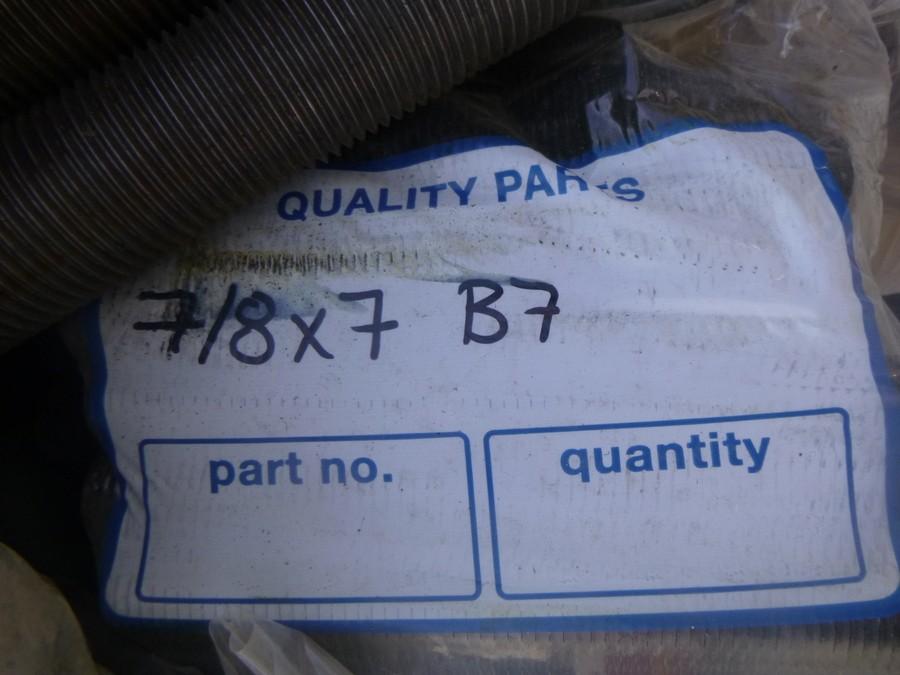 QUALITY PARTS
7/8x7 B7
part no.
quantity